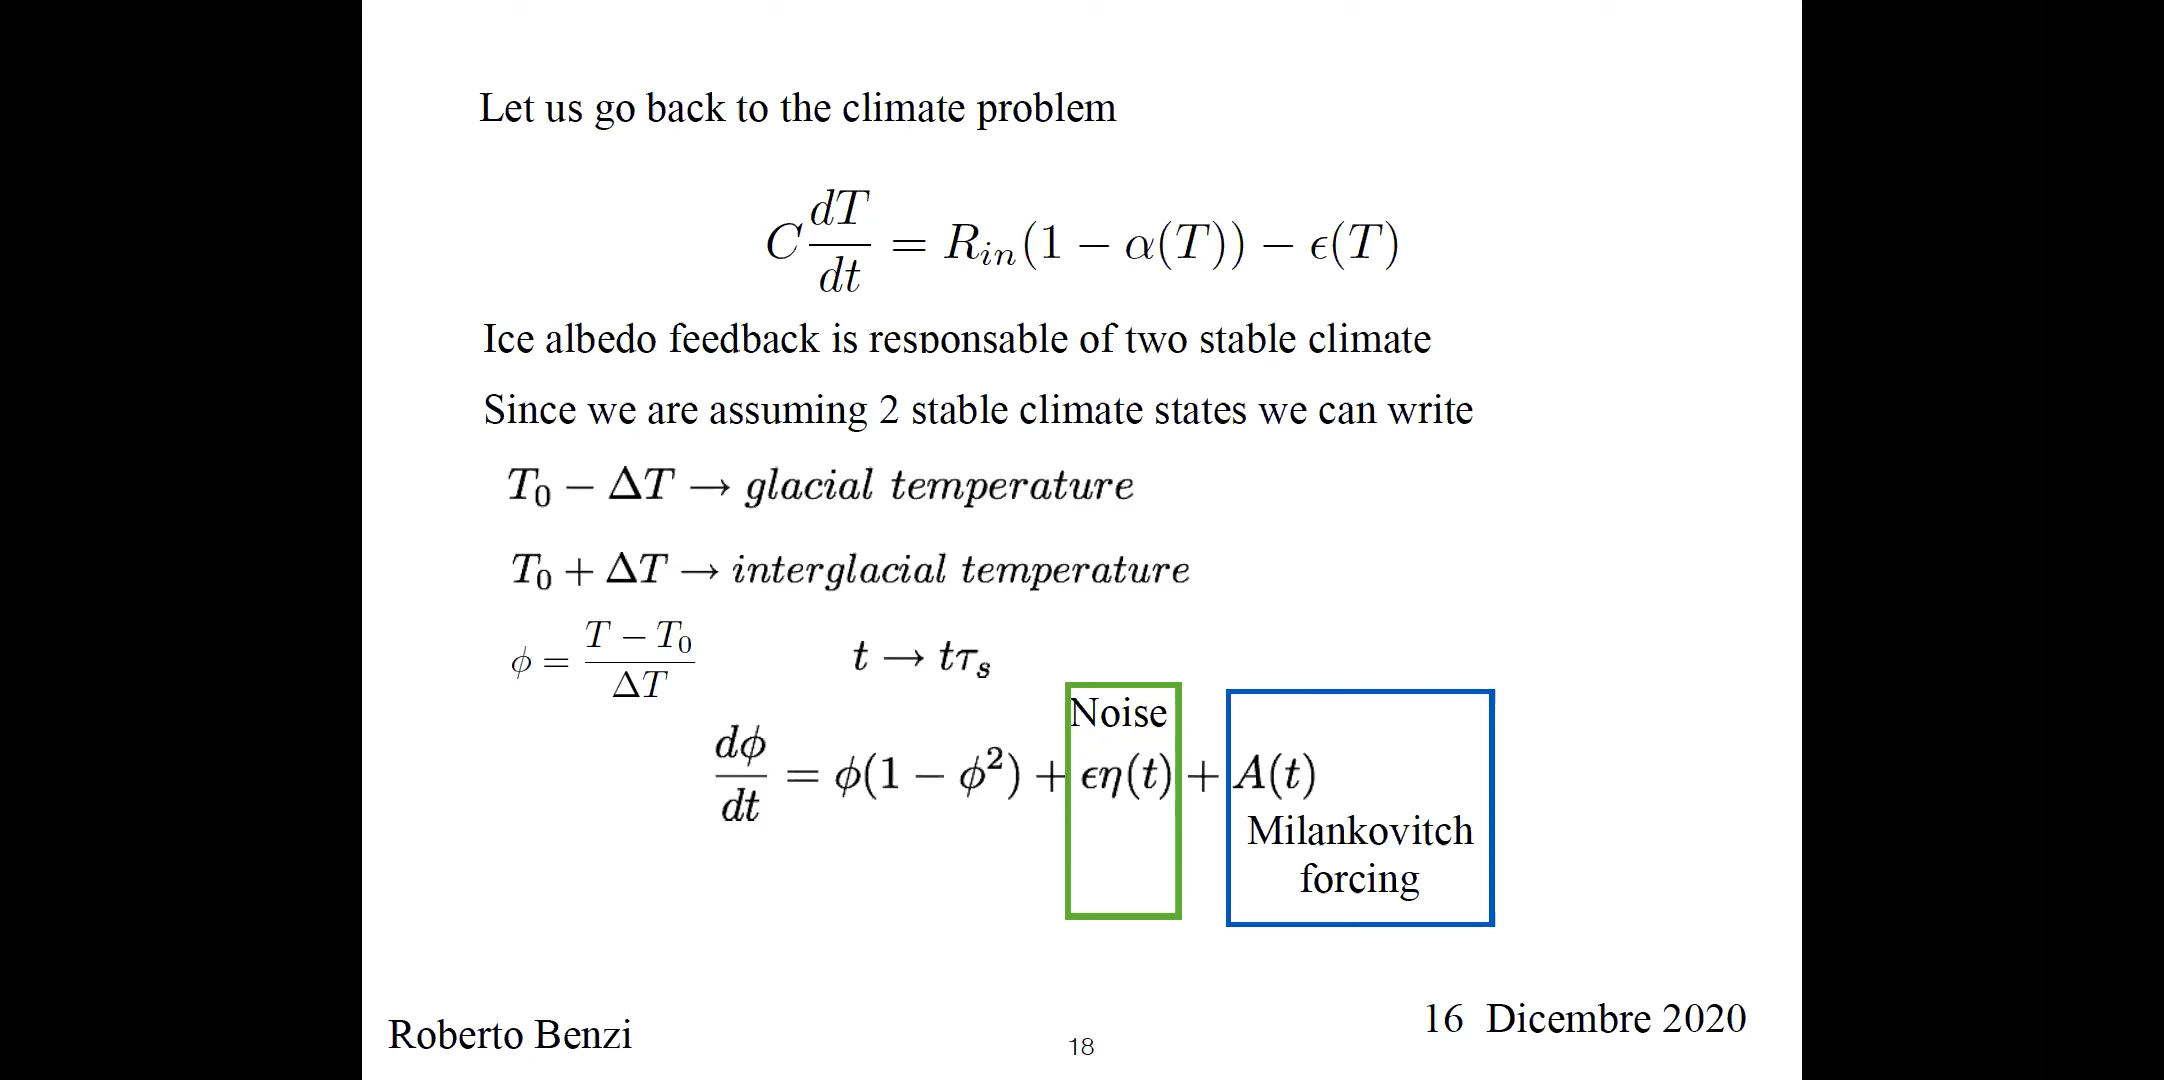 Let us go back to the climate problem
C dT/dt = R_in(1 − α(T)) − ϵ(T)
Ice albedo feedback is responsable of two stable climate
Since we are assuming 2 stable climate states we can write
T₀ − ΔT → glacial temperature
T₀ + ΔT → interglacial temperature
ϕ = (T − T₀)/ΔT t → tτₛ
Noise
dϕ/dt = ϕ(1 − ϕ²) + ϵη(t) + A(t)
Milankovitch
forcing
Roberto Benzi
18
16 Dicembre 2020